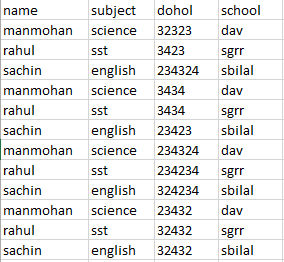 name subject dohol school
manmohan science 32323 dav
rahul sst 3423 sgrr
sachin english 234324 sbilal
manmohan science 3434 dav
rahul sst 3434 sgrr
sachin english 23423 sbilal
manmohan science 234324 dav
rahul sst 234234 sgrr
sachin english 324234 sbilal
manmohan science 23432 dav
rahul sst 32432 sgrr
sachin english 32432 sbilal